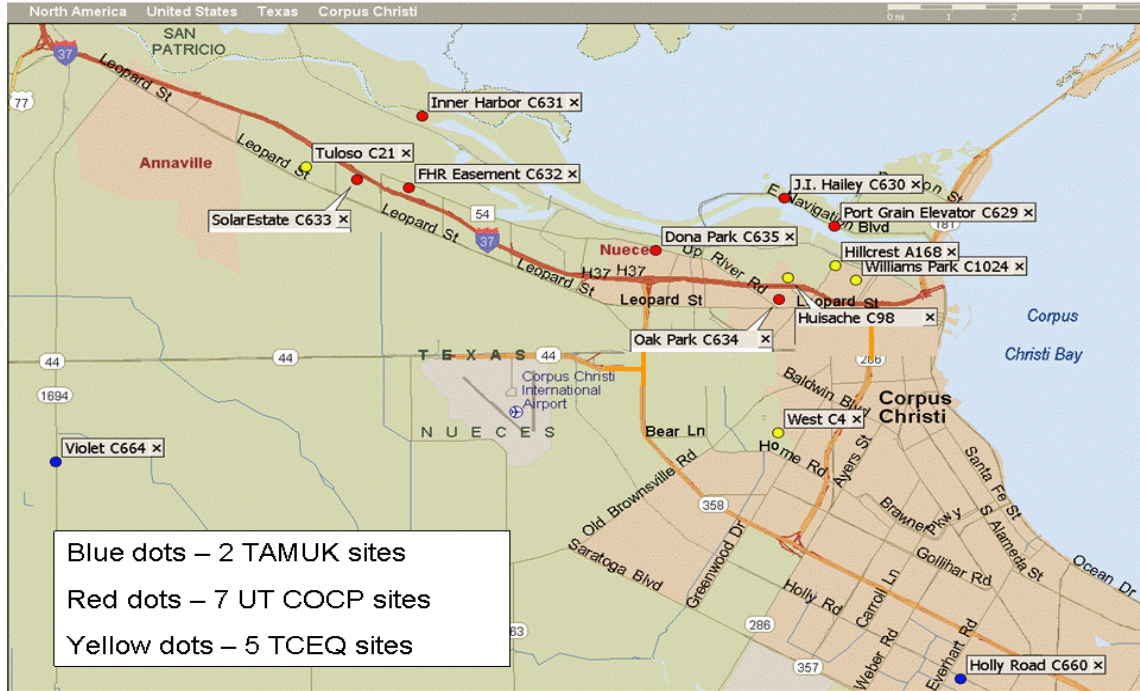 North America United States Texas Corpus Christi
0 mi 1 2 3
SAN
PATRICIO
37
Leopard St
77
Inner Harbor C631 ×
Annaville
Leopard St
Tuloso C21 ×
FHR Easement C632 ×
J.I. Hailey C630 ×
SolarEstate C633 ×
Leopard St
54
E Navigation Blvd
Port Grain Elevator C629 ×
181
37
Nuece
Dona Park C635 ×
Up River Rd
Hillcrest A168 ×
Williams Park C1024 ×
H37 H37
Leopard St
Leopard St
Leopard St
Huisache C98 ×
Oak Park C634 ×
Corpus
Christi Bay
44
44
TEXAS
44
286
1694
Corpus Christi
International
Airport
Baldwin Blvd
Corpus
Christi
NUECES
Bear Ln
West C4 ×
Violet C664 ×
Home Rd
Ayers St
Santa Fe St
Old Brownsville Rd
358
Brawner Pkwy
S Alameda St
Blue dots – 2 TAMUK sites
Saratoga Blvd
Greenwood Dr
Gollihar Rd
Ocean Dr
Red dots – 7 UT COCP sites
Holly Rd
Carroll Ln
Yellow dots – 5 TCEQ sites
63
286
Weber Rd
Everhart Rd
357
Holly Road C660 ×